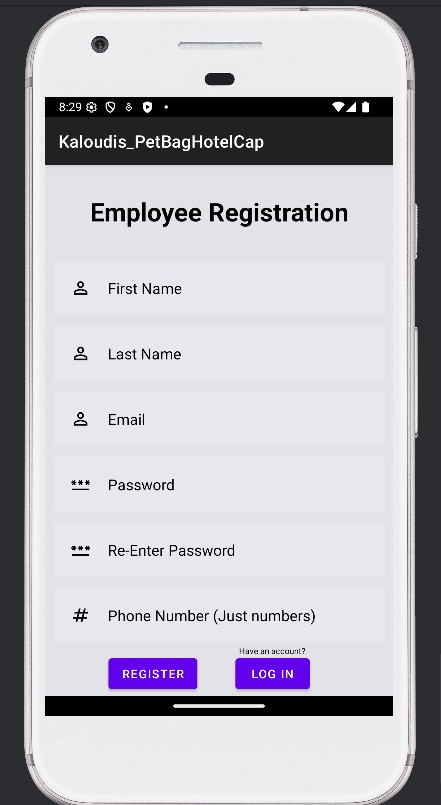 8:29
Kaloudis_PetBagHotelCap
Employee Registration
First Name
Last Name
Email
*** Password
*** Re-Enter Password
# Phone Number (Just numbers)
Have an account?
REGISTER LOG IN